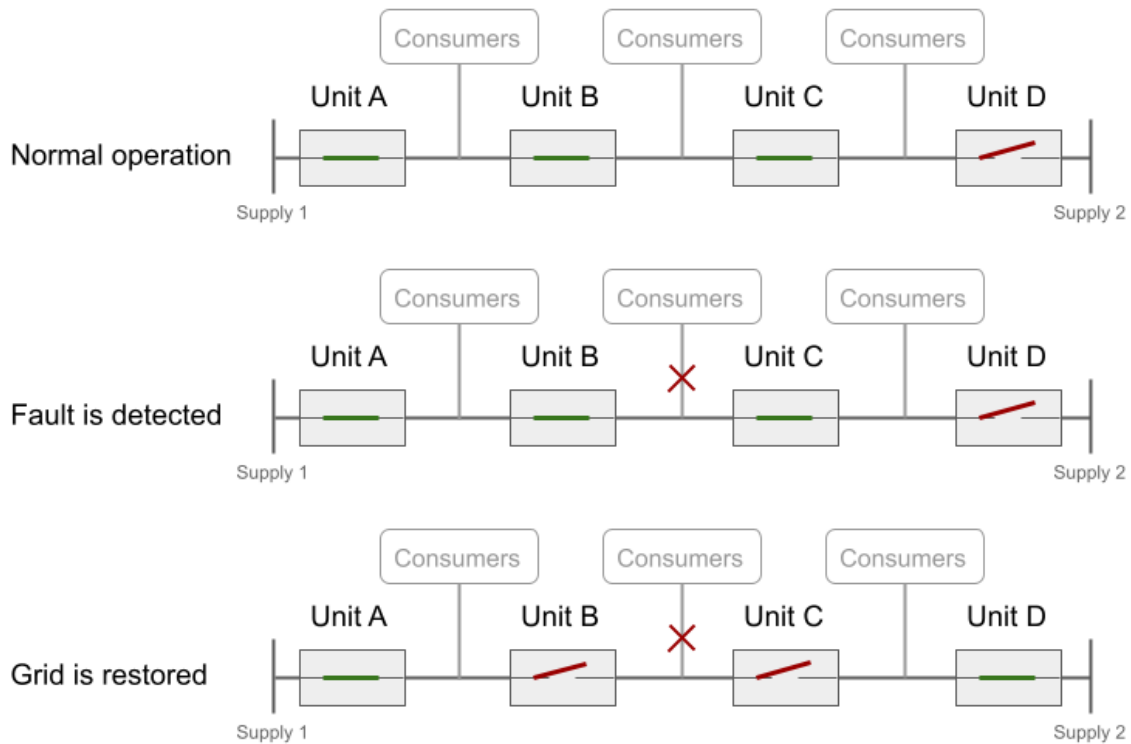 Consumers Consumers Consumers
Unit A Unit B Unit C Unit D
Normal operation
Supply 1 Supply 2
Consumers Consumers Consumers
Unit A Unit B Unit C Unit D
Fault is detected
Supply 1 Supply 2
Consumers Consumers Consumers
Unit A Unit B Unit C Unit D
Grid is restored
Supply 1 Supply 2